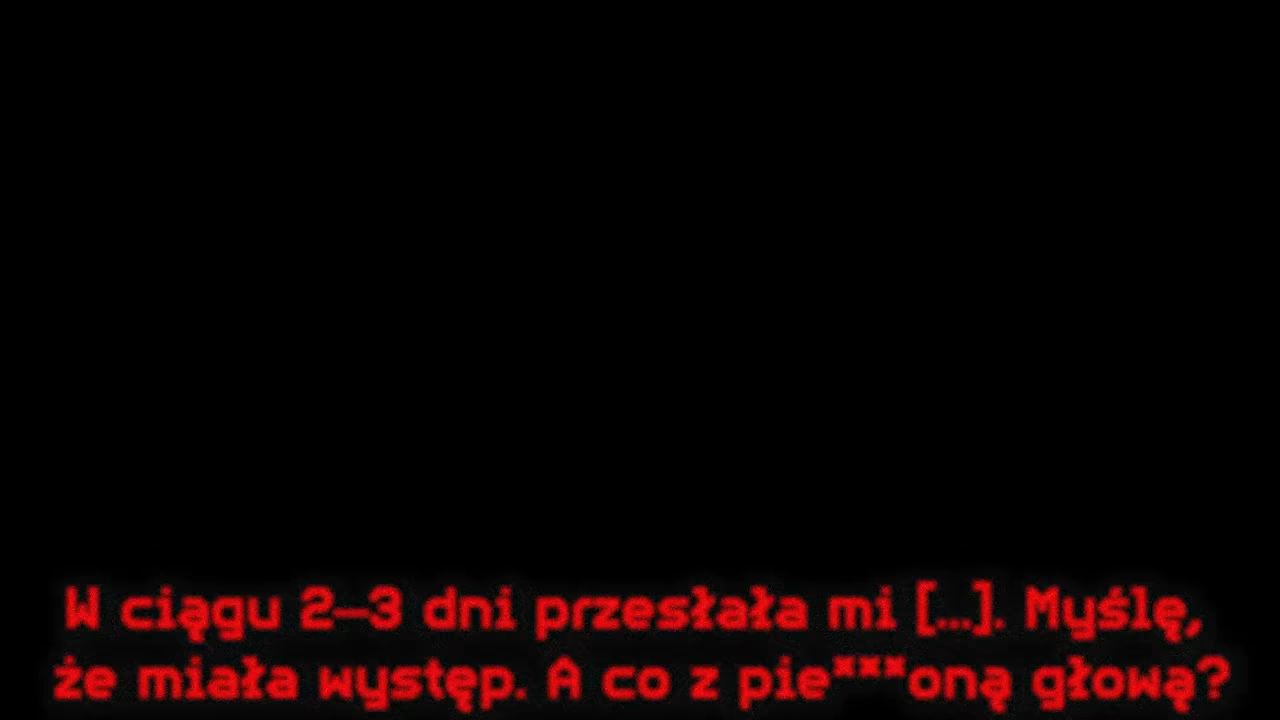 W ciągu 2–3 dni przesłała mi [...]. Myślę,
że miała występ. A co z pie***oną głową?